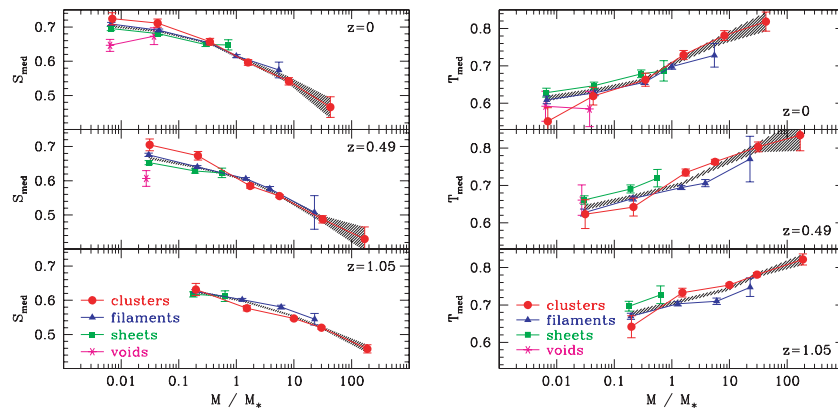 0.7
0.6
0.5
S_med
z=0
0.7
0.6
0.5
S_med
z=0.49
0.7
0.6
0.5
S_med
z=1.05
clusters
filaments
sheets
voids
0.01 0.1 1 10 100
M / M_*
0.8
0.7
0.6
T_med
z=0
0.8
0.7
0.6
T_med
z=0.49
0.8
0.7
0.6
T_med
clusters
filaments
sheets
voids
z=1.05
0.01 0.1 1 10 100
M / M_*